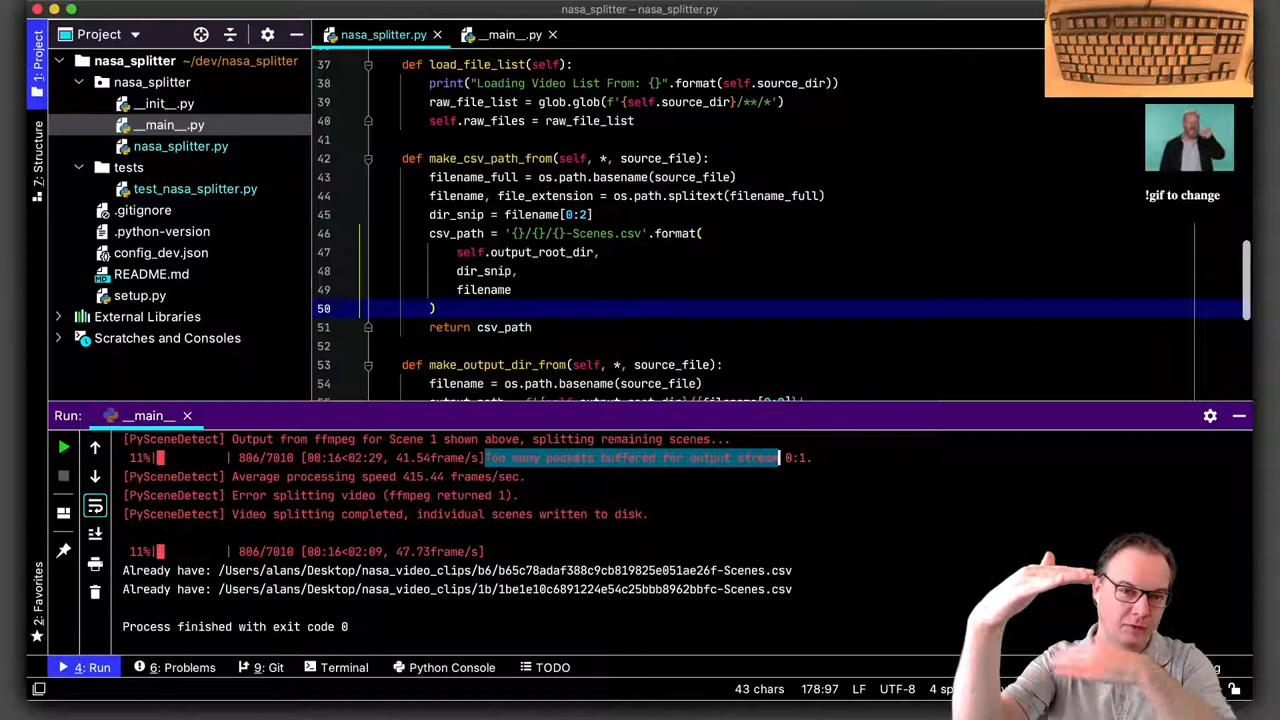 nasa_splitter – nasa_splitter.py
Project
nasa_splitter.py
__main__.py
1: Project
7: Structure
2: Favorites
nasa_splitter ~/dev/nasa_splitter
nasa_splitter
__init__.py
__main__.py
nasa_splitter.py
tests
test_nasa_splitter.py
.gitignore
.python-version
config_dev.json
README.md
setup.py
External Libraries
Scratches and Consoles
37 def load_file_list(self):
38 print("Loading Video List From: {}".format(self.source_dir))
39 raw_file_list = glob.glob(f'{self.source_dir}/**/*')
40 self.raw_files = raw_file_list
41
42 def make_csv_path_from(self, *, source_file):
43 filename_full = os.path.basename(source_file)
44 filename, file_extension = os.path.splitext(filename_full)
45 dir_snip = filename[0:2]
46 csv_path = '{}/{}/{}-Scenes.csv'.format(
47 self.output_root_dir,
48 dir_snip,
49 filename
50 )
51 return csv_path
52
53 def make_output_dir_from(self, *, source_file):
54 filename = os.path.basename(source_file)
!gif to change
Run: __main__
[PySceneDetect] Output from ffmpeg for Scene 1 shown above, splitting remaining scenes...
11%| | 806/7010 [00:16<02:29, 41.54frame/s]Too many packets buffered for output stream 0:1.
[PySceneDetect] Average processing speed 415.44 frames/sec.
[PySceneDetect] Error splitting video (ffmpeg returned 1).
[PySceneDetect] Video splitting completed, individual scenes written to disk.
11%| | 806/7010 [00:16<02:09, 47.73frame/s]
Already have: /Users/alans/Desktop/nasa_video_clips/b6/b65c78adaf388c9cb819825e051ae26f-Scenes.csv
Already have: /Users/alans/Desktop/nasa_video_clips/1b/1be1e10c6891224e54c25bbb8962bbfc-Scenes.csv
Process finished with exit code 0
4: Run 6: Problems 9: Git Terminal Python Console TODO
43 chars 178:97 LF UTF-8